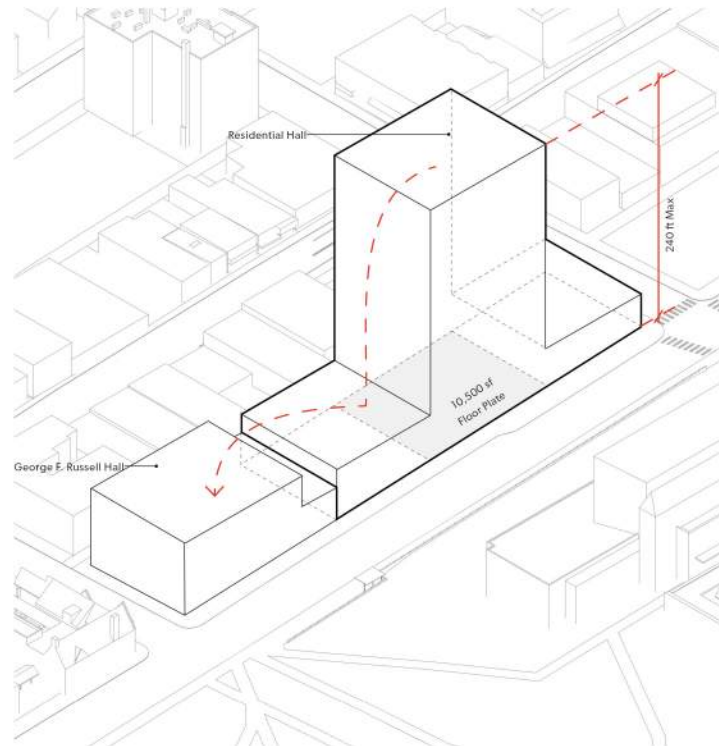 Residential Hall
240 ft Max
10,500 sf
Floor Plate
George F. Russell Hall